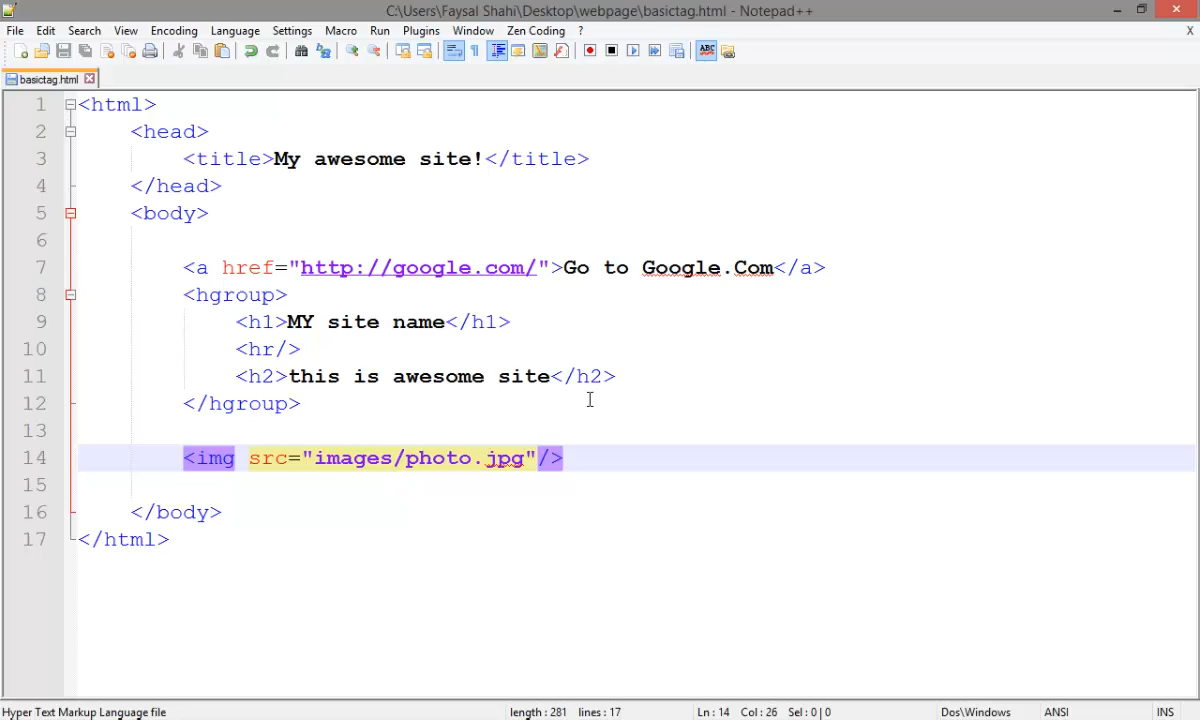 C:\Users\Faysal Shahi\Desktop\webpage\basictag.html - Notepad++
File Edit Search View Encoding Language Settings Macro Run Plugins Window Zen Coding ? X
ABC
basictag.html
1 <html>
2 <head>
3 <title>My awesome site!</title>
4 </head>
5 <body>
6
7 <a href="http://google.com/">Go to Google.Com</a>
8 <hgroup>
9 <h1>MY site name</h1>
10 <hr/>
11 <h2>this is awesome site</h2>
12 </hgroup>
13
14 <img src="images/photo.jpg"/>
15
16 </body>
17 </html>
Hyper Text Markup Language file length : 281 lines : 17 Ln : 14 Col : 26 Sel : 0 | 0 Dos\Windows ANSI INS